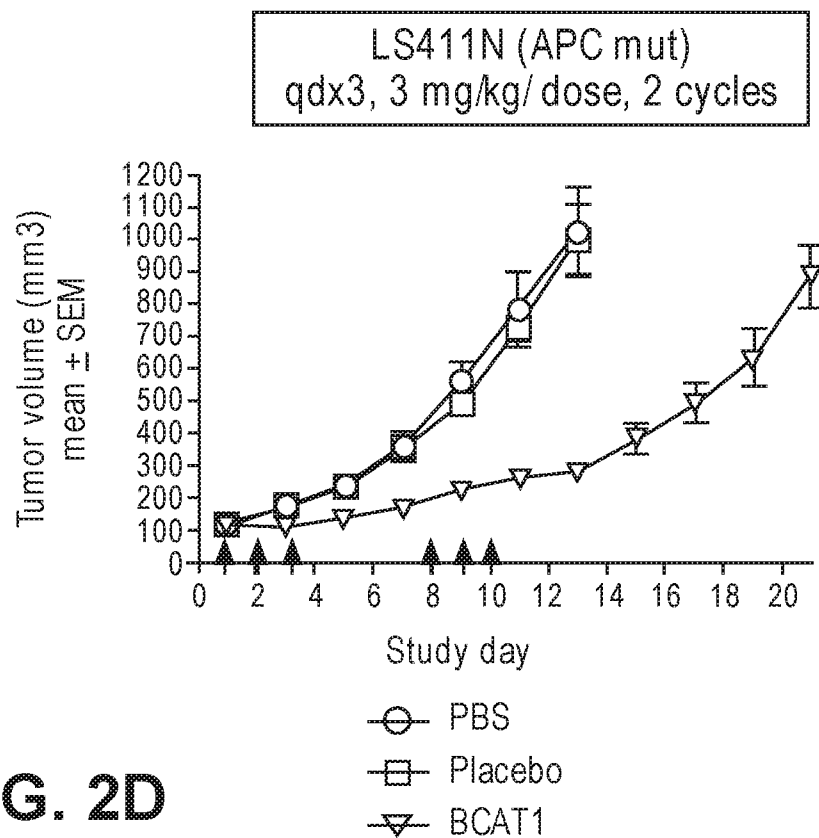 LS411N (APC mut)
qdx3, 3 mg/kg/ dose, 2 cycles
Tumor volume (mm3)
mean ± SEM
1200
1100
1000
900
800
700
600
500
400
300
200
100
0
0 2 4 6 8 10 12 14 16 18 20
Study day
PBS
Placebo
BCAT1
G. 2D